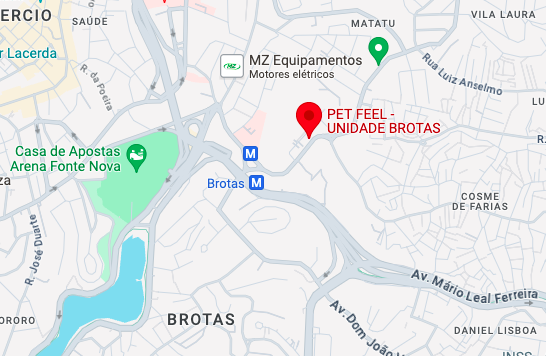 VILA LAURA
MATATU
ERCIO
SAÚDE
r Lacerda
MZ Equipamentos
Motores elétricos
MZ
Rua Luiz Anselmo
R. da Poeira
PET FEEL -
UNIDADE BROTAS
R.
Casa de Apostas
Arena Fonte Nova
M
Brotas M
za
COSME
DE FARIAS
R. José Duarte
Av. Mário Leal Ferreira
ORORO
BROTAS
Av. Dom João V
DANIEL LISBOA
INSS